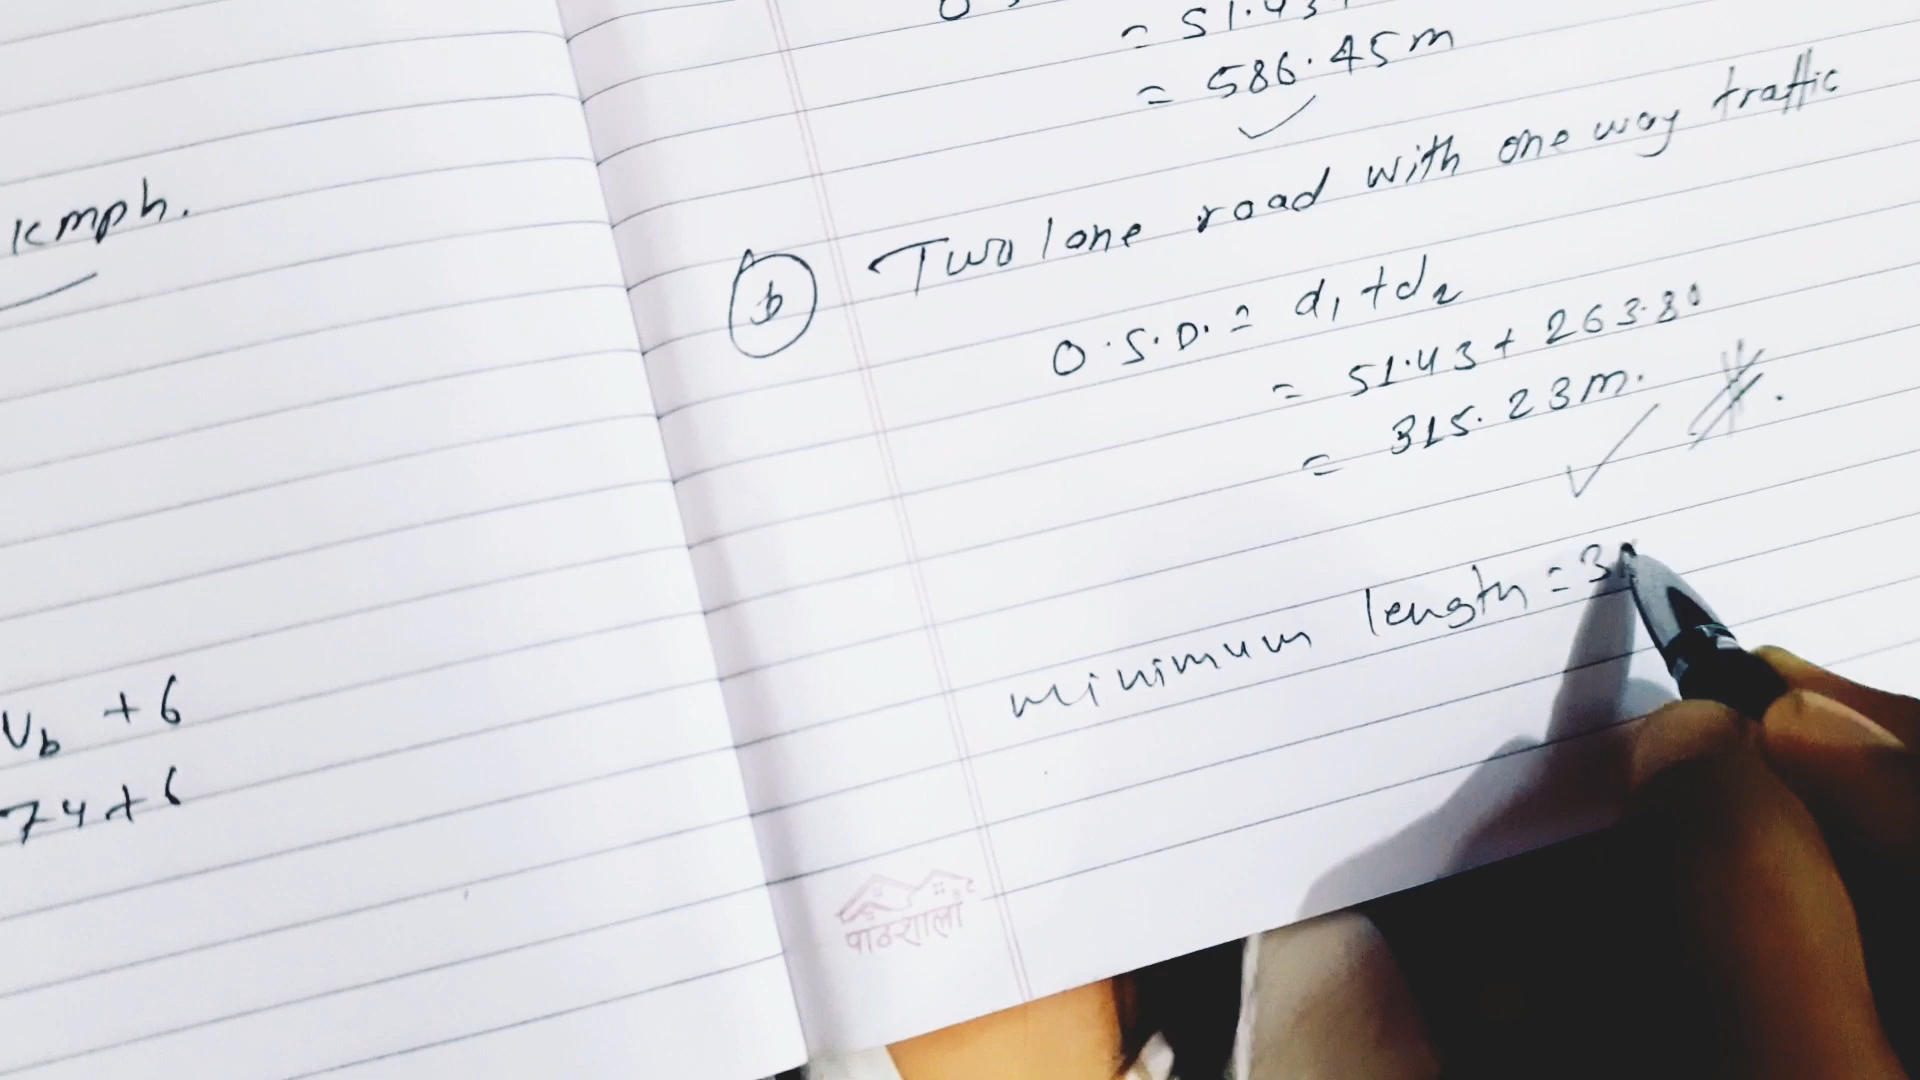 kmph.
Vb + 6
74+6
= 51.43+
= 586.45m
b Two lane road with one way traffic
O.S.D. = d1 + d2
= 51.43 + 263.80
= 315.23m.
minimum length = 3
पाठशाला